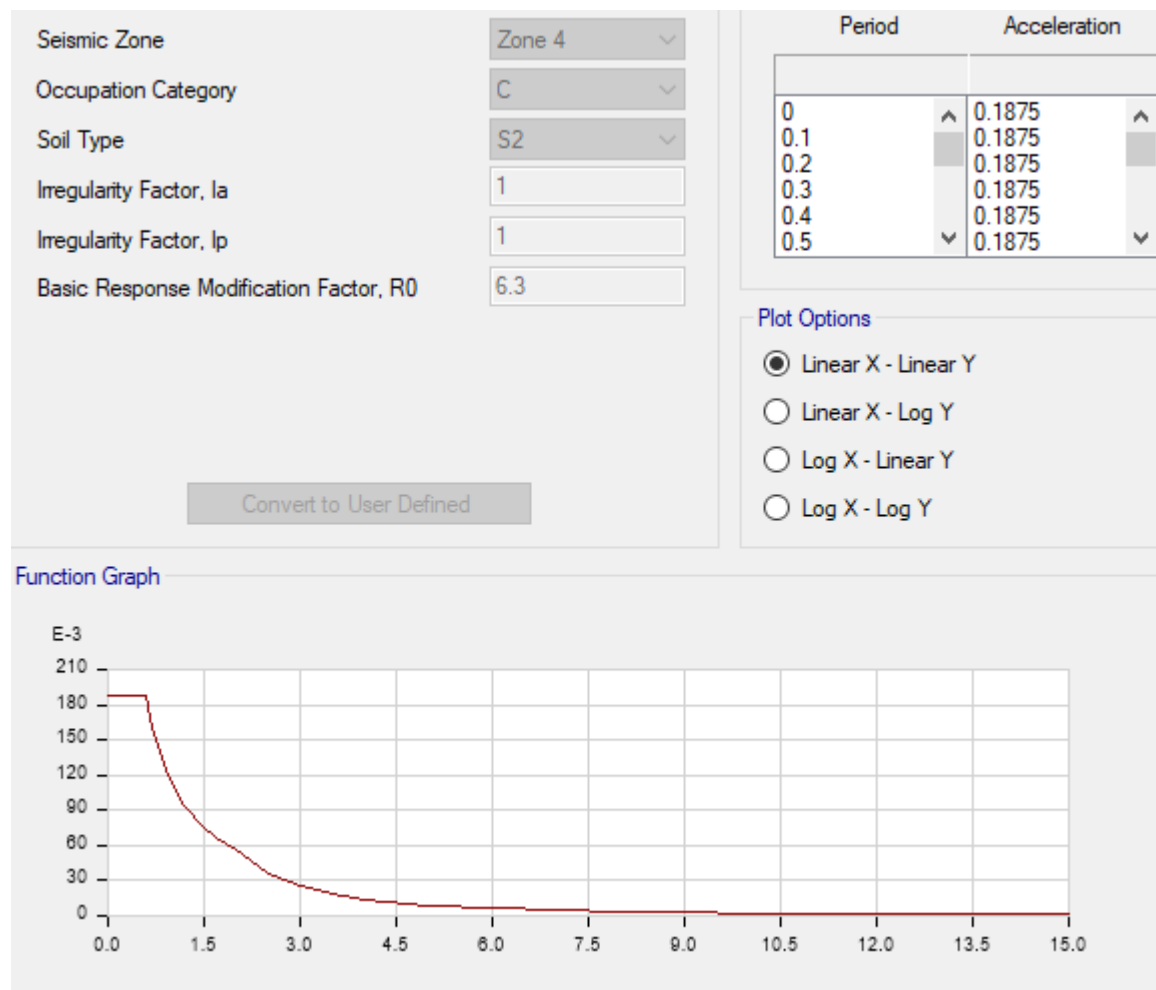 Seismic Zone Zone 4
Occupation Category C
Soil Type S2
Irregularity Factor, Ia 1
Irregularity Factor, Ip 1
Basic Response Modification Factor, R0 6.3
Convert to User Defined
Period Acceleration
0 0.1875
0.1 0.1875
0.2 0.1875
0.3 0.1875
0.4 0.1875
0.5 0.1875
Plot Options
Linear X - Linear Y
Linear X - Log Y
Log X - Linear Y
Log X - Log Y
Function Graph
E-3
210
180
150
120
90
60
30
0
0.0 1.5 3.0 4.5 6.0 7.5 9.0 10.5 12.0 13.5 15.0